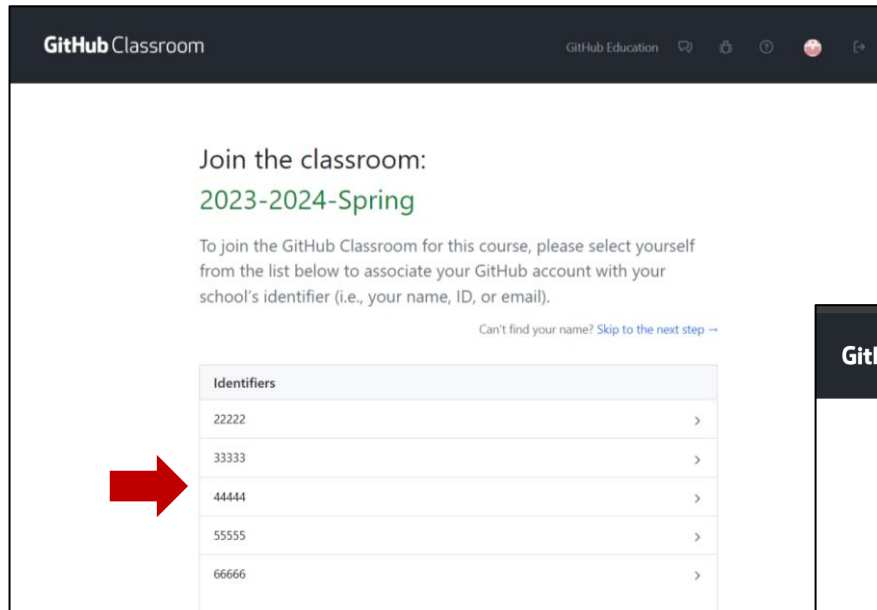 GitHub Classroom
GitHub Education
Join the classroom:
2023-2024-Spring
To join the GitHub Classroom for this course, please select yourself
from the list below to associate your GitHub account with your
school's identifier (i.e., your name, ID, or email).
Can't find your name? Skip to the next step →
Identifiers
22222
33333
44444
55555
66666
Git